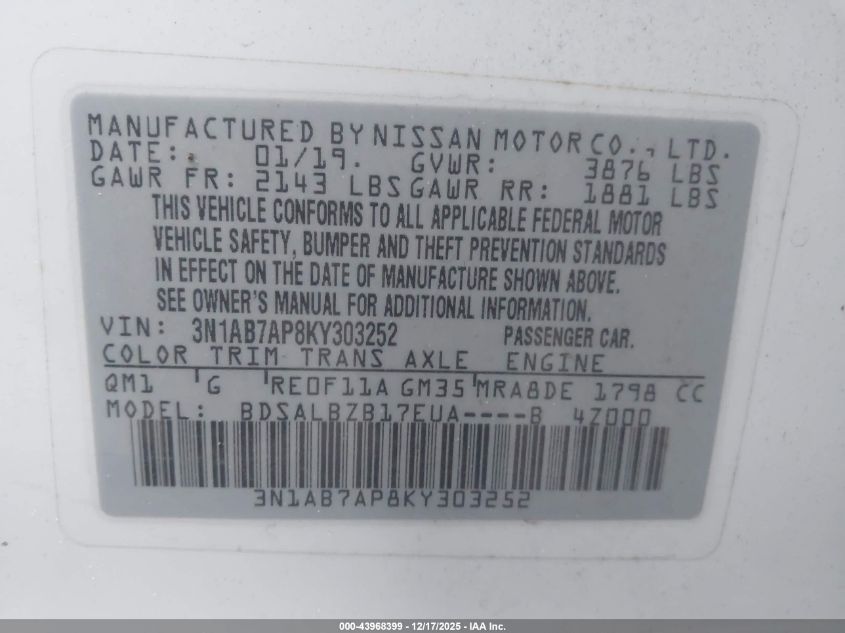 MANUFACTURED BY NISSAN MOTOR CO., LTD.
DATE: 01/19. GVWR: 3876 LBS
GAWR FR: 2143 LBS GAWR RR: 1881 LBS
THIS VEHICLE CONFORMS TO ALL APPLICABLE FEDERAL MOTOR
VEHICLE SAFETY, BUMPER AND THEFT PREVENTION STANDARDS
IN EFFECT ON THE DATE OF MANUFACTURE SHOWN ABOVE.
SEE OWNER'S MANUAL FOR ADDITIONAL INFORMATION.
VIN: 3N1AB7AP8KY303252 PASSENGER CAR.
COLOR TRIM TRANS AXLE ENGINE
QM1 G RE0F11A GM35 MRA8DE 1798 CC
MODEL: BDSALBZB17EUA----B 4Z000
3N1AB7AP8KY303252
000-43968399 - 12/17/2025 - IAA Inc.